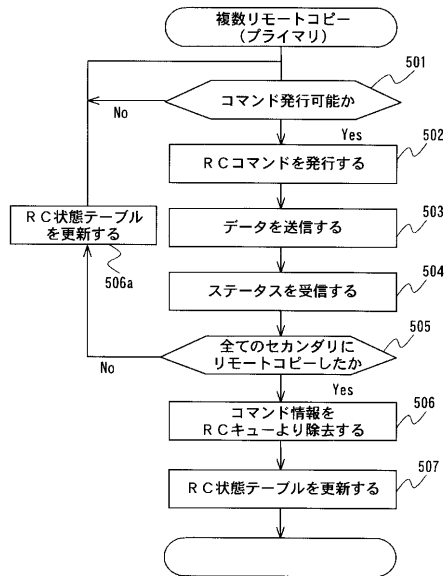 複数リモートコピー
(プライマリ)
501
コマンド発行可能か
No
Yes
502
RCコマンドを発行する
503
データを送信する
RC状態テーブル
を更新する
506a
504
ステータスを受信する
505
全てのセカンダリに
リモートコピーしたか
No
Yes
506
コマンド情報を
RCキューより除去する
507
RC状態テーブルを更新する